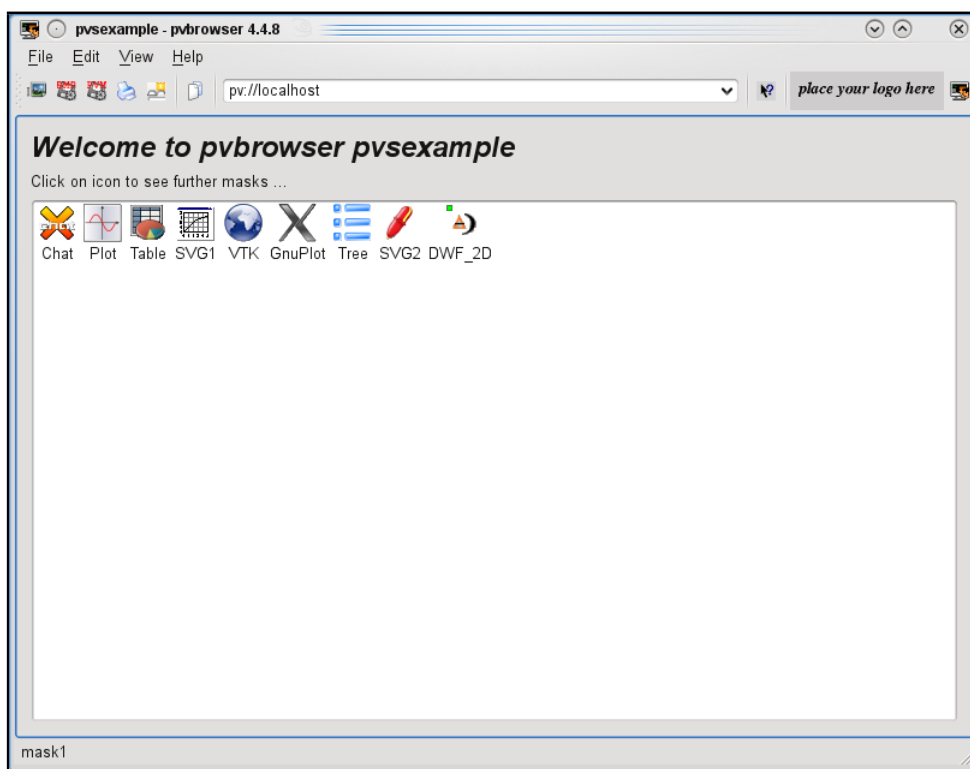 pvsexample - pvbrowser 4.4.8
File Edit View Help
pv://localhost
place your logo here
Welcome to pvbrowser pvsexample
Click on icon to see further masks ...
Chat Plot Table SVG1 VTK GnuPlot Tree SVG2 DWF_2D
mask1